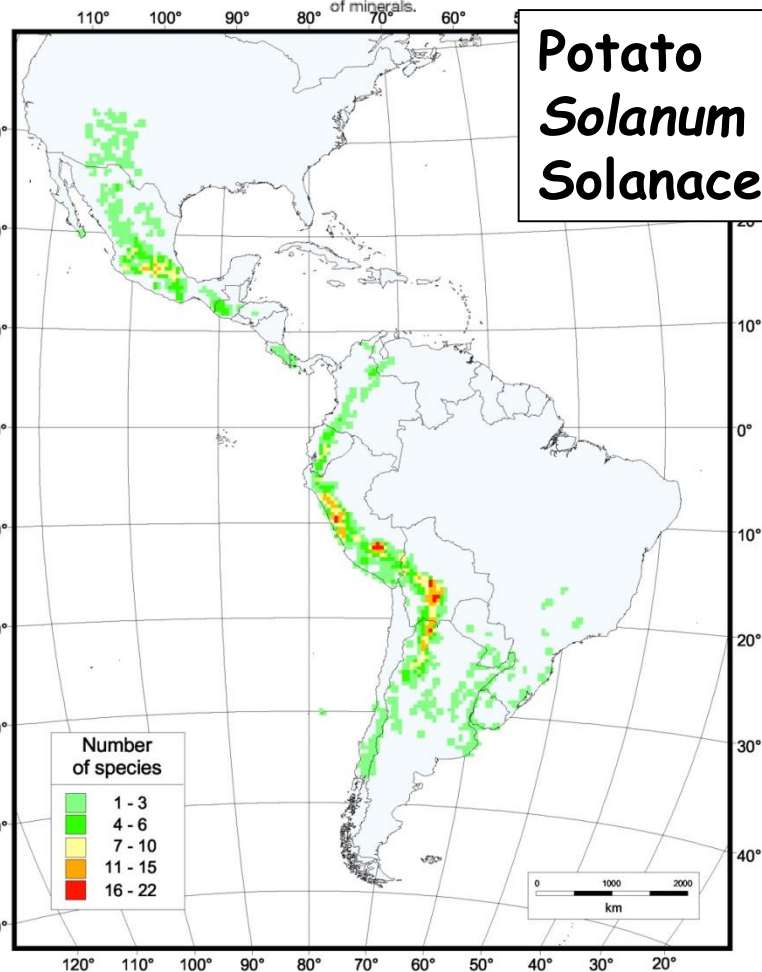 of minerals.
110° 100° 90° 80° 70° 60°
Potato
Solanum
Solanace
10°
0°
10°
20°
30°
40°
Number
of species
1 - 3
4 - 6
7 - 10
11 - 15
16 - 22
0 1000 2000
km
120° 110° 100° 90° 80° 70° 60° 50° 40° 30° 20°